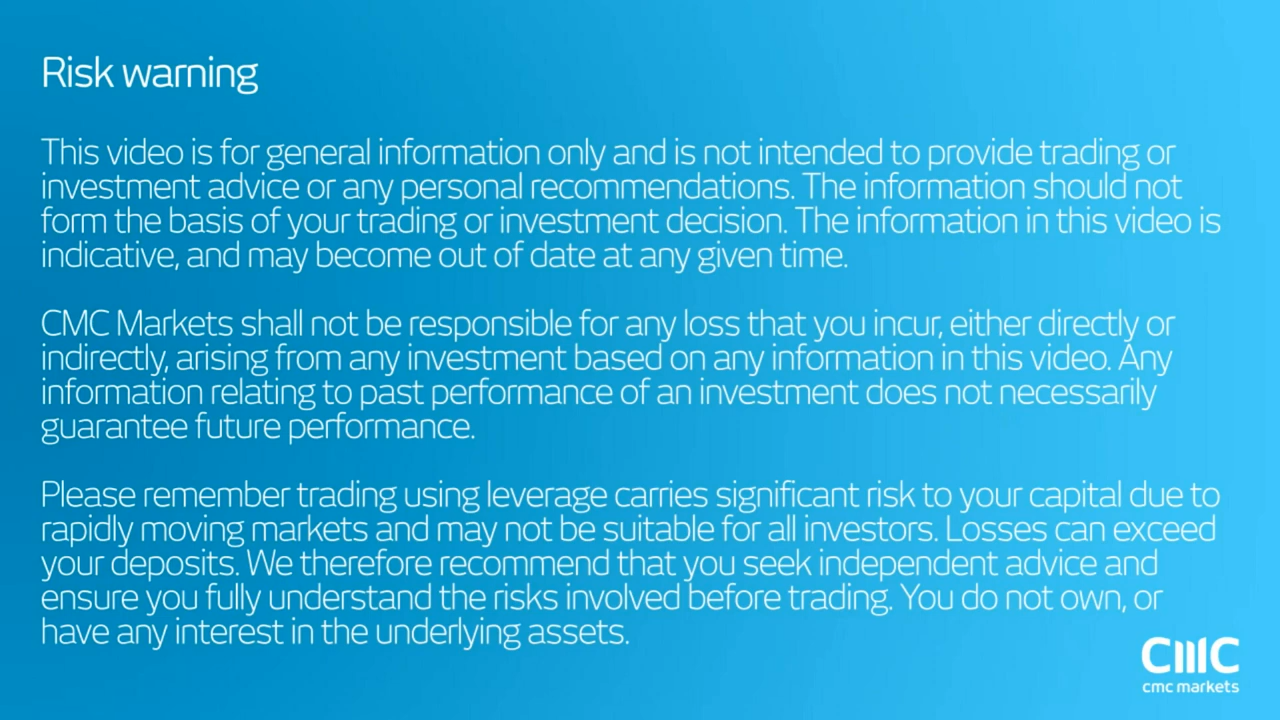 Risk warning
This video is for general information only and is not intended to provide trading or
investment advice or any personal recommendations. The information should not
form the basis of your trading or investment decision. The information in this video is
indicative, and may become out of date at any given time.
CMC Markets shall not be responsible for any loss that you incur, either directly or
indirectly, arising from any investment based on any information in this video. Any
information relating to past performance of an investment does not necessarily
guarantee future performance.
Please remember trading using leverage carries significant risk to your capital due to
rapidly moving markets and may not be suitable for all investors. Losses can exceed
your deposits. We therefore recommend that you seek independent advice and
ensure you fully understand the risks involved before trading. You do not own, or
have any interest in the underlying assets.
CMC
cmc markets